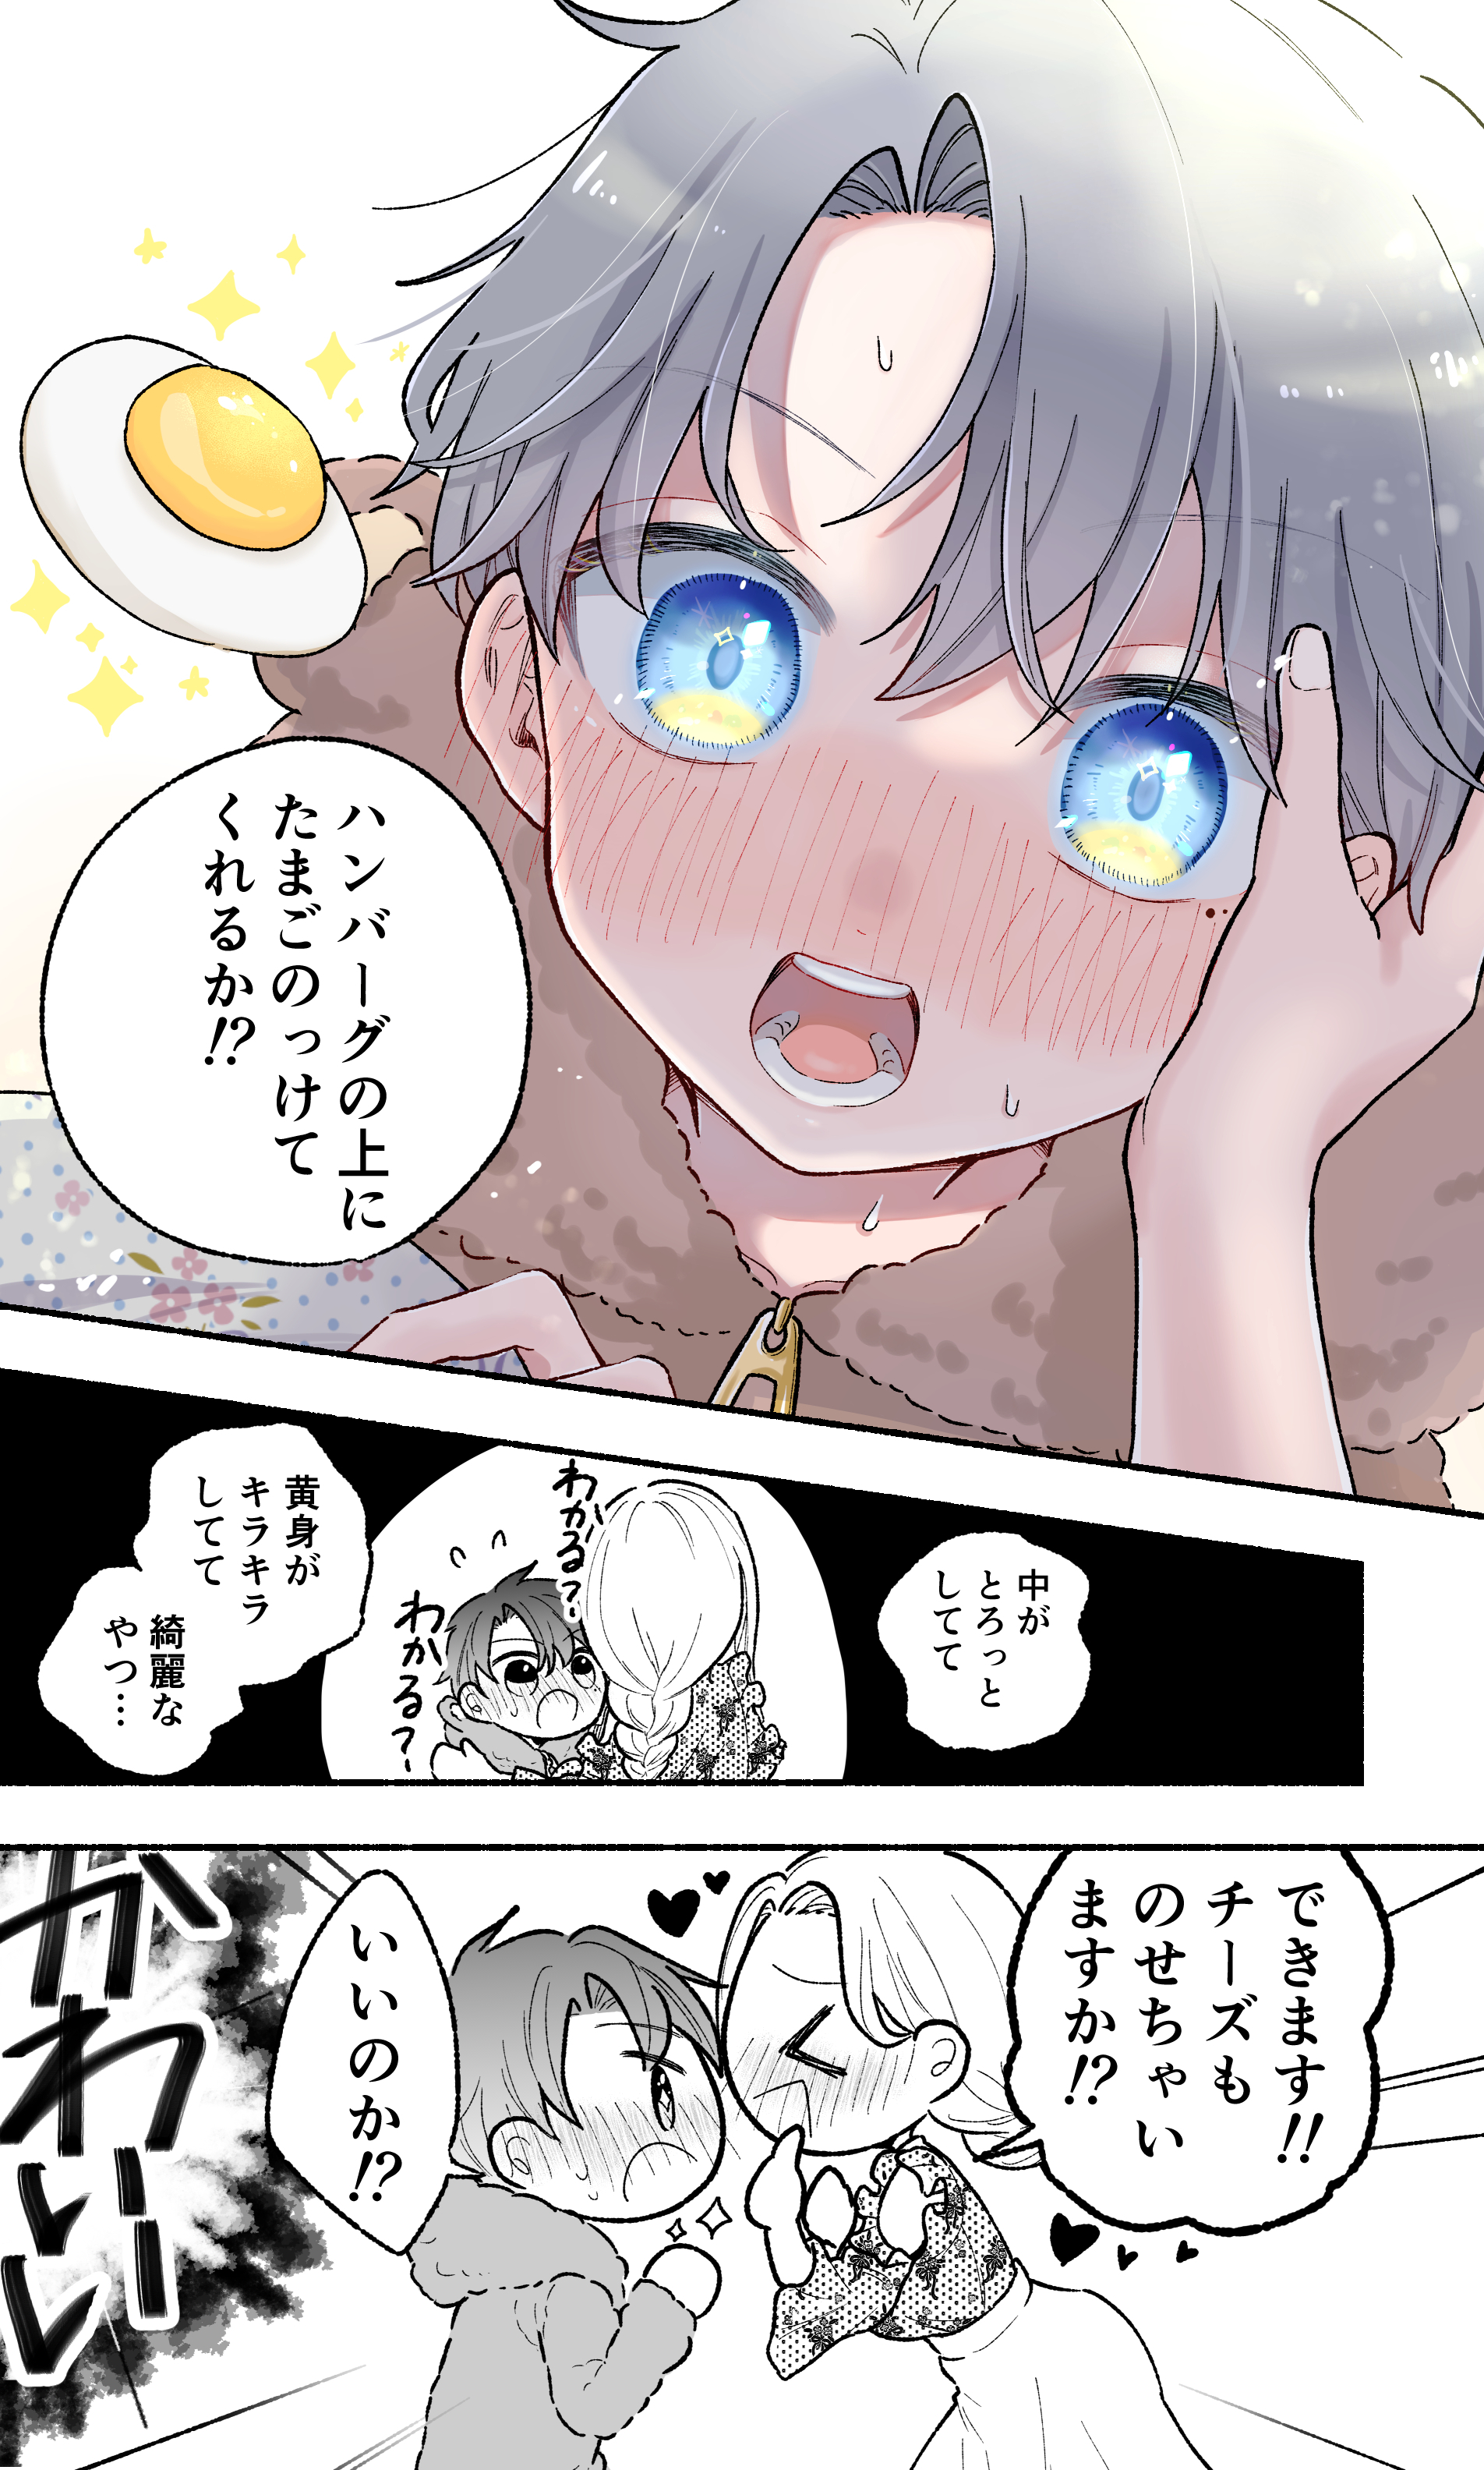 ハンバーグの上に
たまごのっけて
くれるか!?
中が
とろっと
してて
わかる?
わかる?
黄身が
キラキラ
してて
綺麗な
やつ…
できます!!
チーズも
のせちゃい
ますか!?
いいのか!?
かわいい